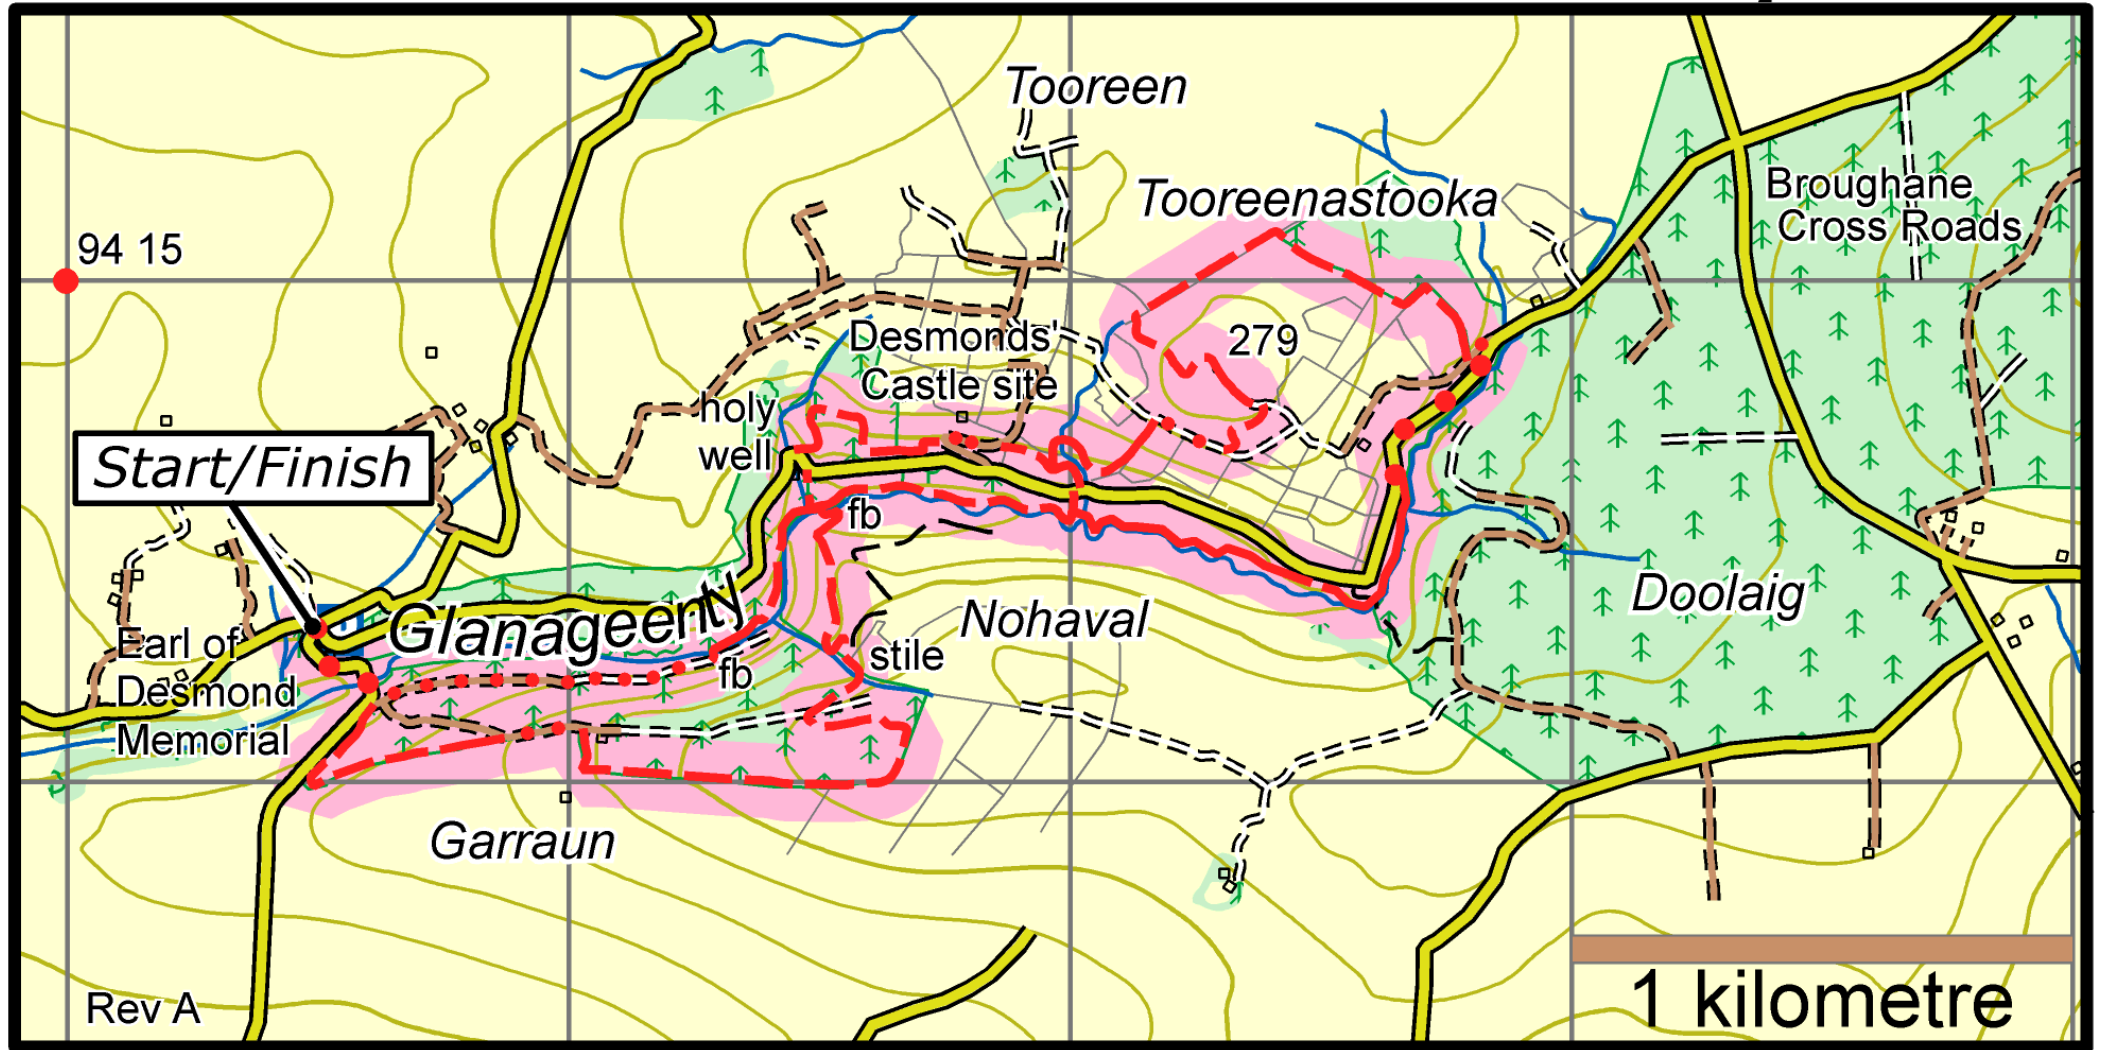 Tooreen
Tooreenastooka
Broughane
Cross Roads
94 15
279
Desmonds'
Castle site
holy
well
Start/Finish
fb
Glanageenty
Nohaval
Doolaig
Earl of
Desmond
Memorial
stile
fb
Garraun
1 kilometre
Rev A